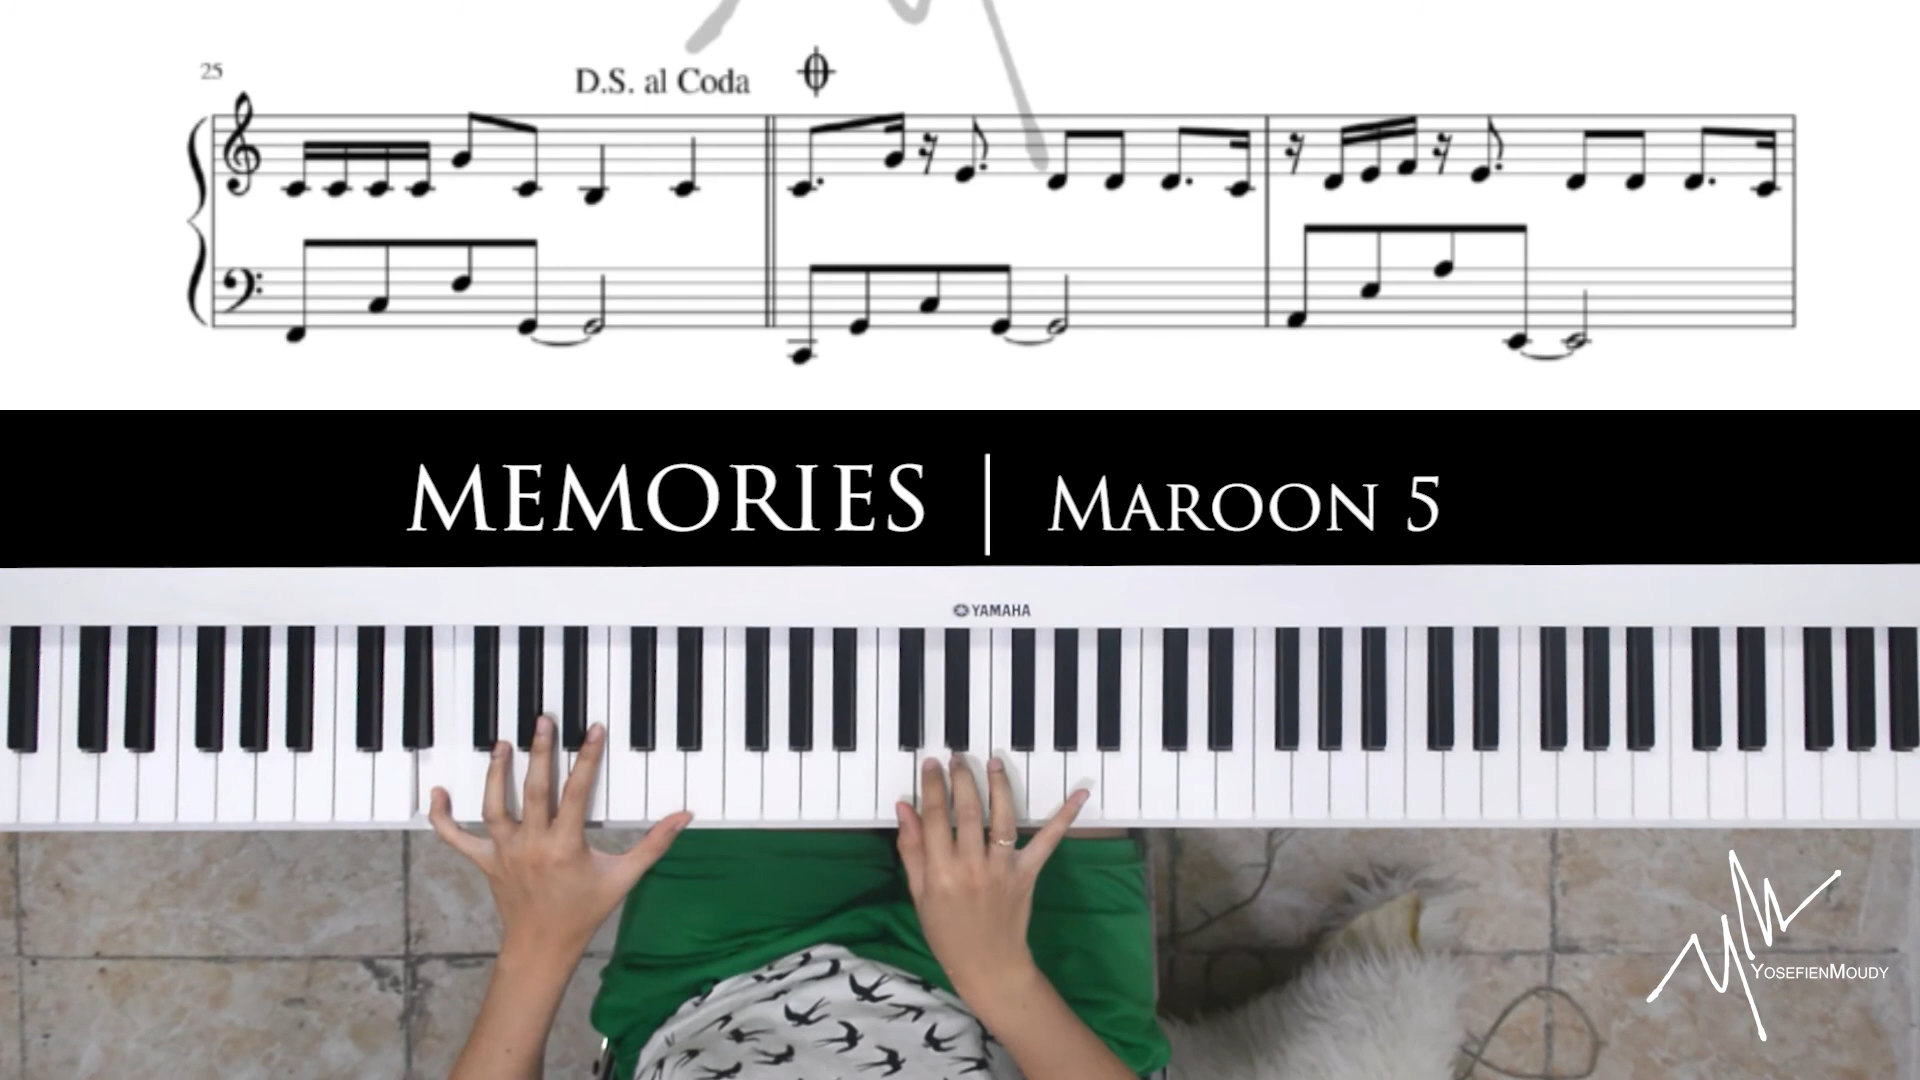 25
D.S. al Coda
MEMORIES | MAROON 5
YAMAHA
YOSEFIENMOUDY